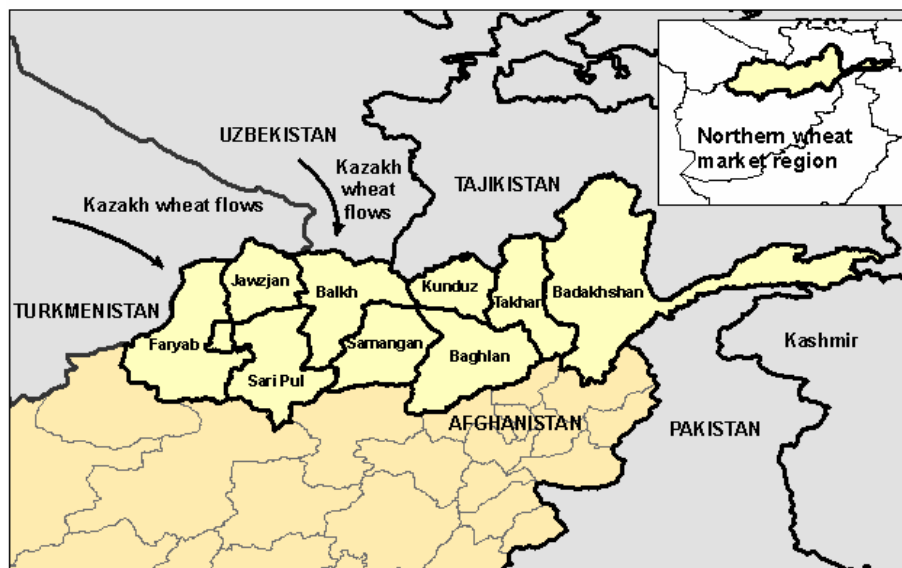 UZBEKISTAN
Kazakh
wheat
flows
Kazakh wheat flows
TAJIKISTAN
Northern wheat
market region
Jawzjan
Balkh
Kunduz
Takhar
Badakhshan
TURKMENISTAN
Faryab
Samangan
Baghlan
Sari Pul
Kashmir
AFGHANISTAN
PAKISTAN